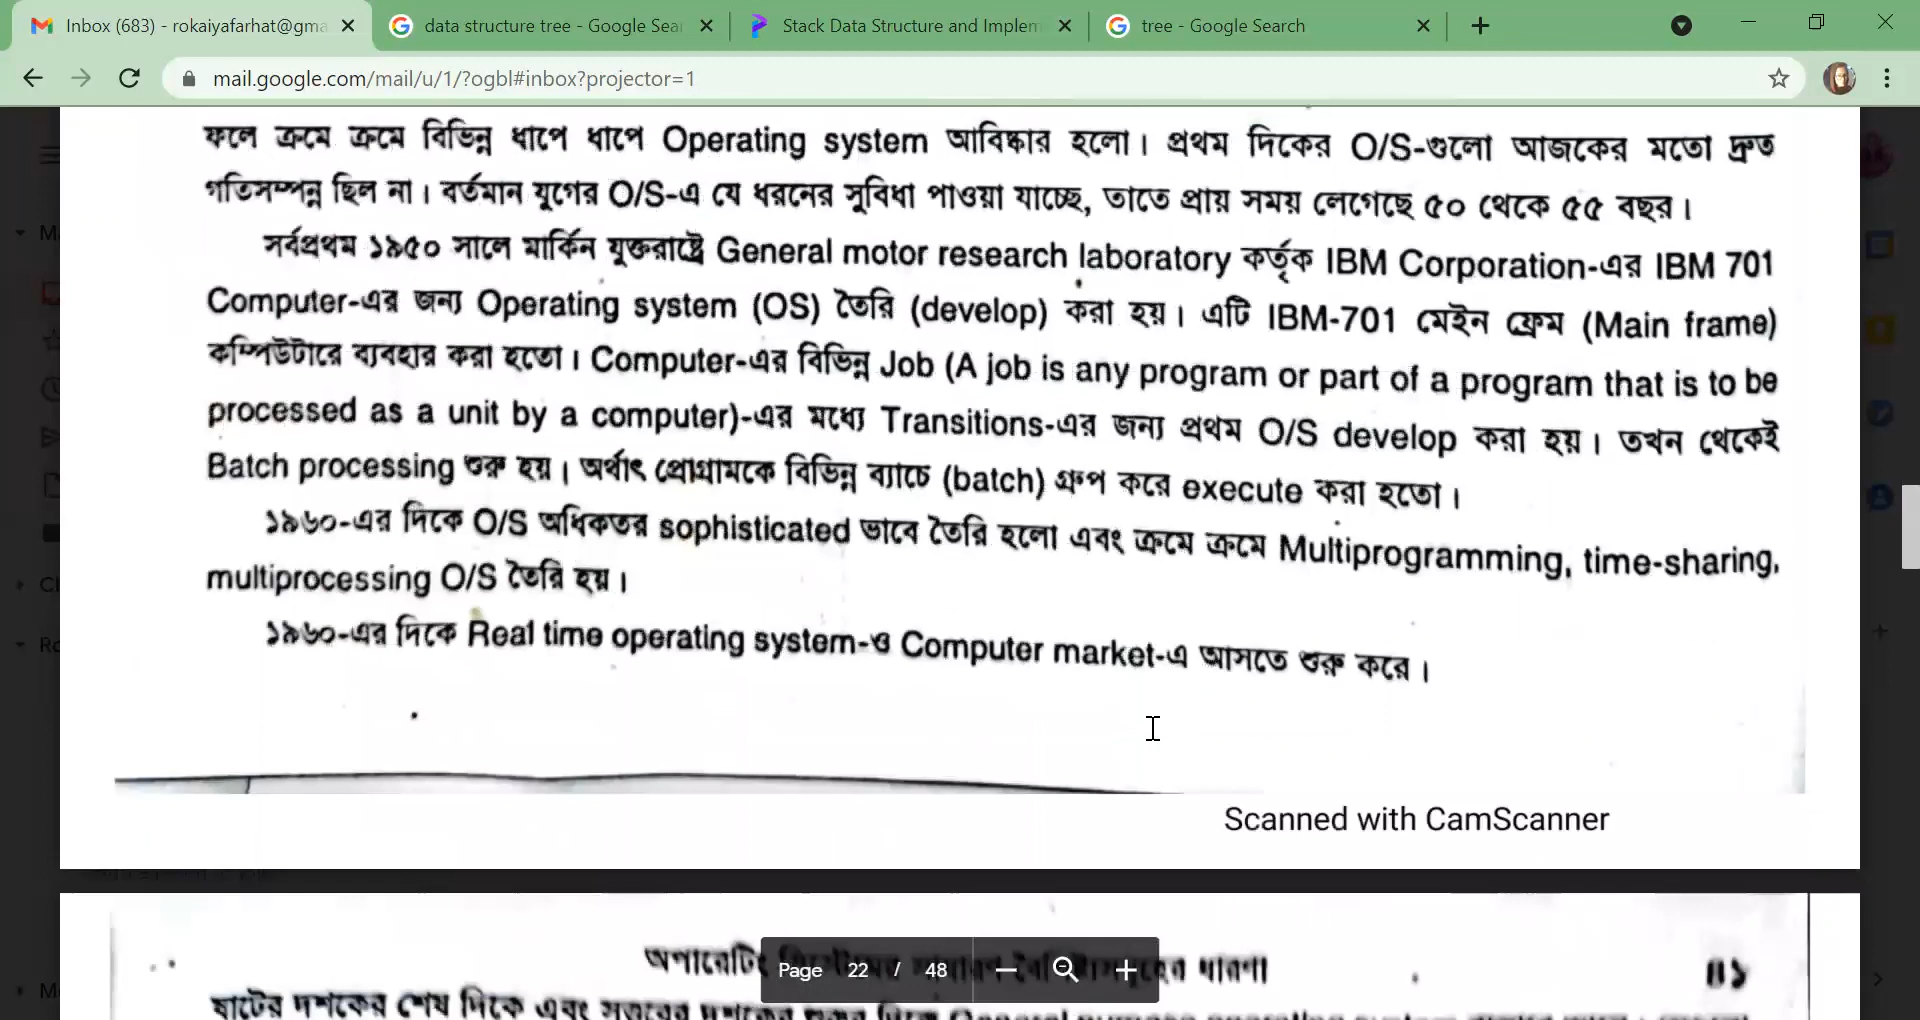 Inbox (683) - rokaiyafarhat@gma
data structure tree - Google Sear
Stack Data Structure and Implem
tree - Google Search
mail.google.com/mail/u/1/?ogbl#inbox?projector=1
ফলে ক্রমে ক্রমে বিভিন্ন ধাপে ধাপে Operating system আবিষ্কার হলো। প্রথম দিকের O/S-গুলো আজকের মতো দ্রুত
গতিসম্পন্ন ছিল না। বর্তমান যুগের O/S-এ যে ধরনের সুবিধা পাওয়া যাচ্ছে, তাতে প্রায় সময় লেগেছে ৫০ থেকে ৫৫ বছর।
সর্বপ্রথম ১৯৫০ সালে মার্কিন যুক্তরাষ্ট্রে General motor research laboratory কর্তৃক IBM Corporation-এর IBM 701
Computer-এর জন্য Operating system (OS) তৈরি (develop) করা হয়। এটি IBM-701 মেইন ফ্রেম (Main frame)
কম্পিউটারে ব্যবহার করা হতো। Computer-এর বিভিন্ন Job (A job is any program or part of a program that is to be
processed as a unit by a computer)-এর মধ্যে Transitions-এর জন্য প্রথম O/S develop করা হয়। তখন থেকেই
Batch processing শুরু হয়। অর্থাৎ প্রোগ্রামকে বিভিন্ন ব্যাচে (batch) গ্রুপ করে execute করা হতো।
১৯৬০-এর দিকে O/S অধিকতর sophisticated ভাবে তৈরি হলো এবং ক্রমে ক্রমে Multiprogramming, time-sharing,
multiprocessing O/S তৈরি হয়।
১৯৬০-এর দিকে Real time operating system-ও Computer market-এ আসতে শুরু করে।
Scanned with CamScanner
ধারণা
Page 22 / 48
ষাটের দশকের শেষ দিকে এবং